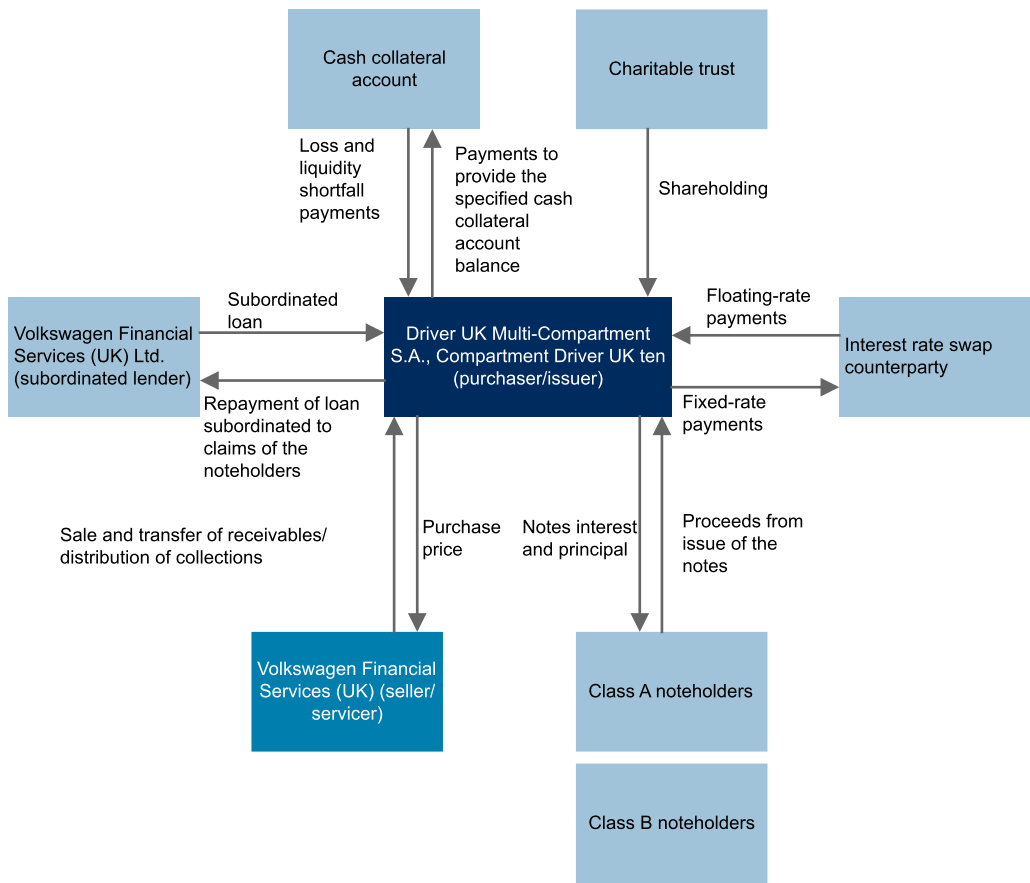 Cash collateral
account
Charitable trust
Loss and
liquidity
shortfall
payments
Payments to
provide the
specified cash
collateral
account
balance
Shareholding
Volkswagen Financial
Services (UK) Ltd.
(subordinated lender)
Subordinated
loan
Driver UK Multi-Compartment
S.A., Compartment Driver UK ten
(purchaser/issuer)
Floating-rate
payments
Interest rate swap
counterparty
Repayment of loan
subordinated to
claims of the
noteholders
Fixed-rate
payments
Sale and transfer of receivables/
distribution of collections
Purchase
price
Notes interest
and principal
Proceeds from
issue of the
notes
Volkswagen Financial
Services (UK) (seller/
servicer)
Class A noteholders
Class B noteholders